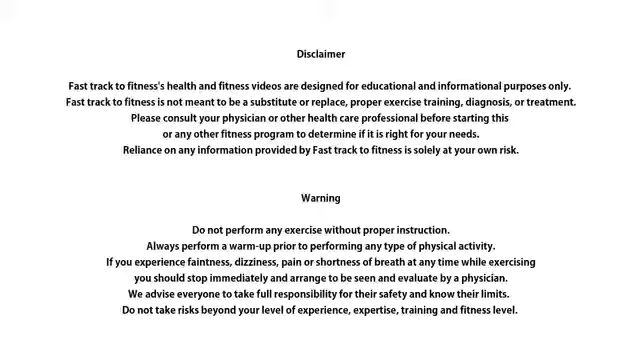 Disclaimer
Fast track to fitness's health and fitness videos are designed for educational and informational purposes only.
Fast track to fitness is not meant to be a substitute or replace, proper exercise training, diagnosis, or treatment.
Please consult your physician or other health care professional before starting this
or any other fitness program to determine if it is right for your needs.
Reliance on any information provided by Fast track to fitness is solely at your own risk.
Warning
Do not perform any exercise without proper instruction.
Always perform a warm-up prior to performing any type of physical activity.
If you experience faintness, dizziness, pain or shortness of breath at any time while exercising
you should stop immediately and arrange to be seen and evaluate by a physician.
We advise everyone to take full responsibility for their safety and know their limits.
Do not take risks beyond your level of experience, expertise, training and fitness level.